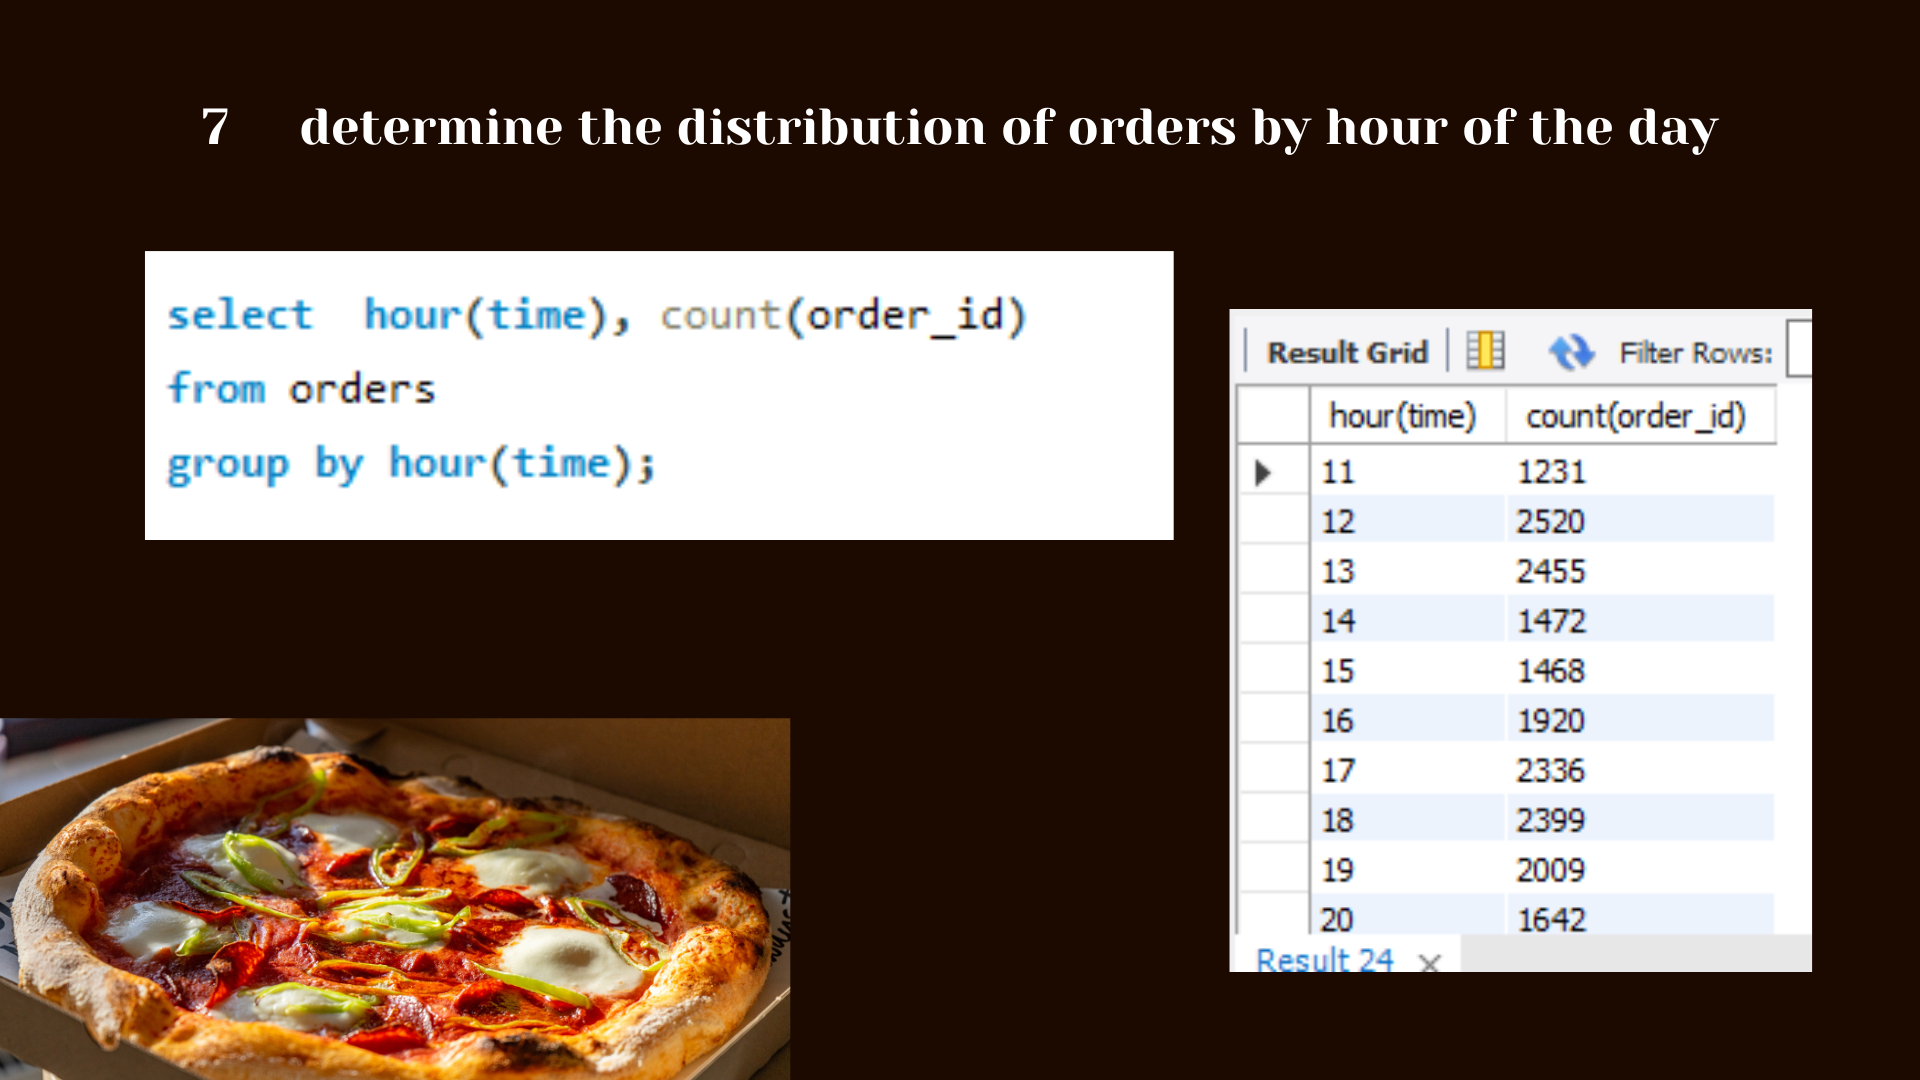 7 determine the distribution of orders by hour of the day
select hour(time), count(order_id)
from orders
group by hour(time);
Result Grid Filter Rows:
hour(time) count(order_id)
11 1231
12 2520
13 2455
14 1472
15 1468
16 1920
17 2336
18 2399
19 2009
20 1642
Result 24